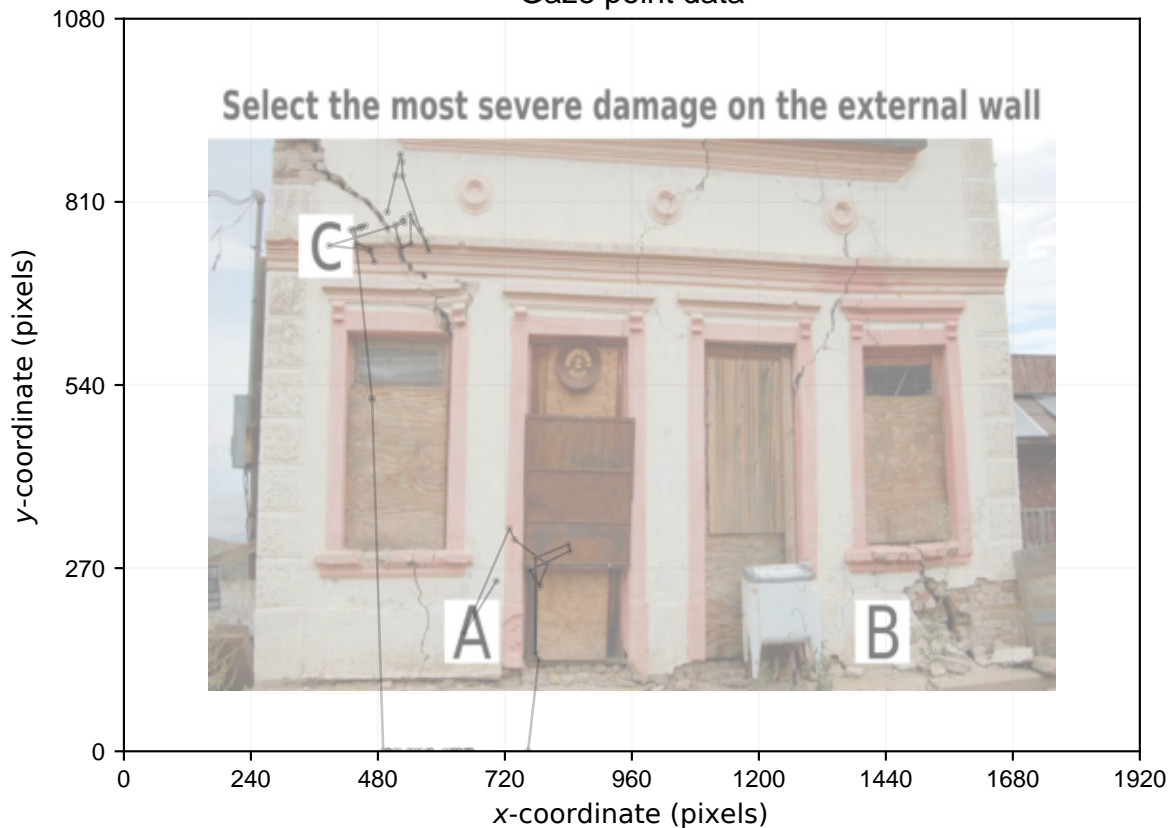 Gaze point data
1080
Select the most severe damage on the external wall
810
C
540
270
A
B
0
0 240 480 720 960 1200 1440 1680 1920
x-coordinate (pixels)
y-coordinate (pixels)